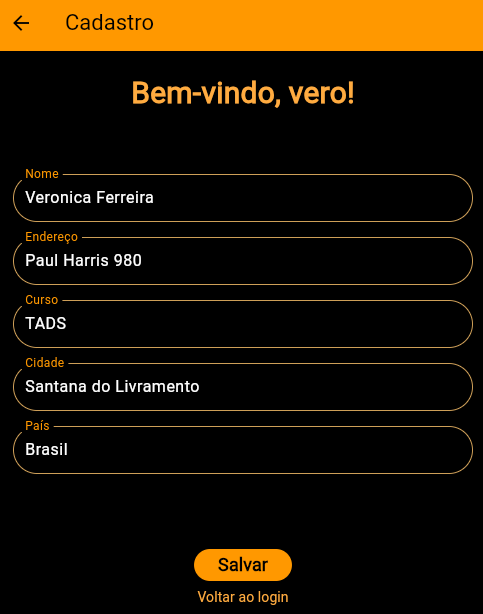 Cadastro
Bem-vindo, vero!
Nome
Veronica Ferreira
Endereço
Paul Harris 980
Curso
TADS
Cidade
Santana do Livramento
País
Brasil
Salvar
Voltar ao login